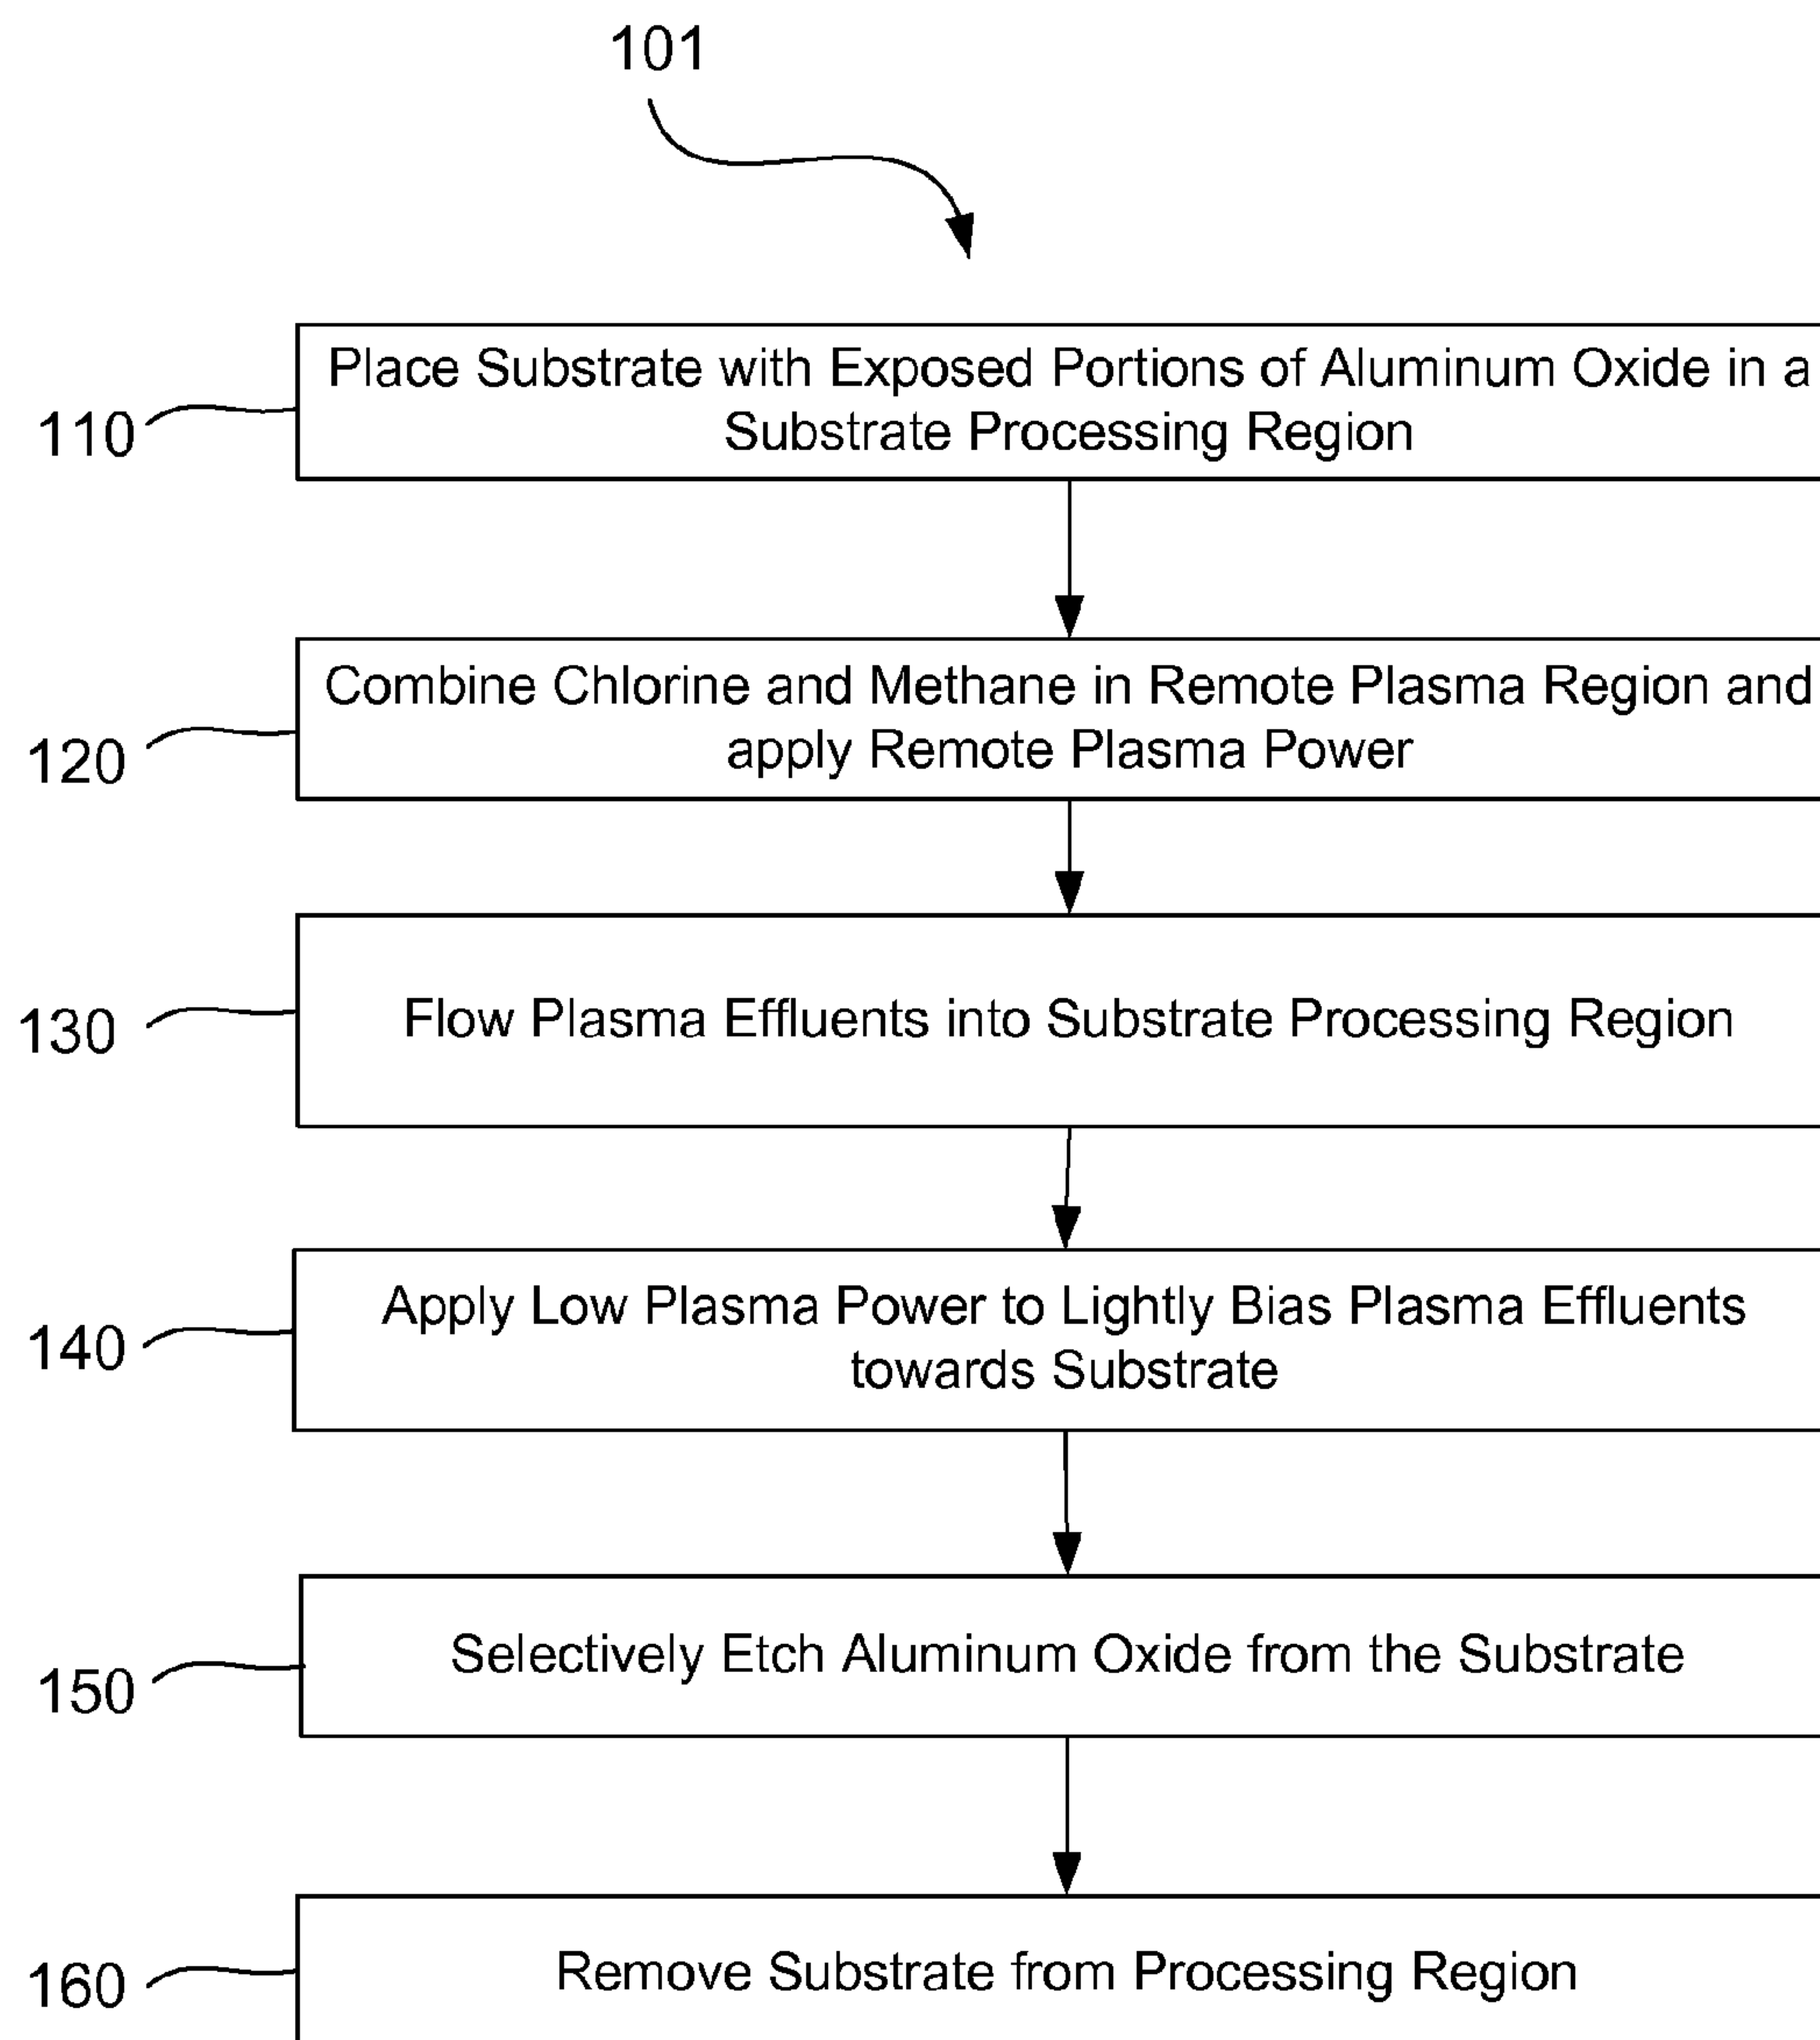 101
110
Place Substrate with Exposed Portions of Aluminum Oxide in a
Substrate Processing Region
120
Combine Chlorine and Methane in Remote Plasma Region and
apply Remote Plasma Power
130
Flow Plasma Effluents into Substrate Processing Region
140
Apply Low Plasma Power to Lightly Bias Plasma Effluents
towards Substrate
150
Selectively Etch Aluminum Oxide from the Substrate
160
Remove Substrate from Processing Region